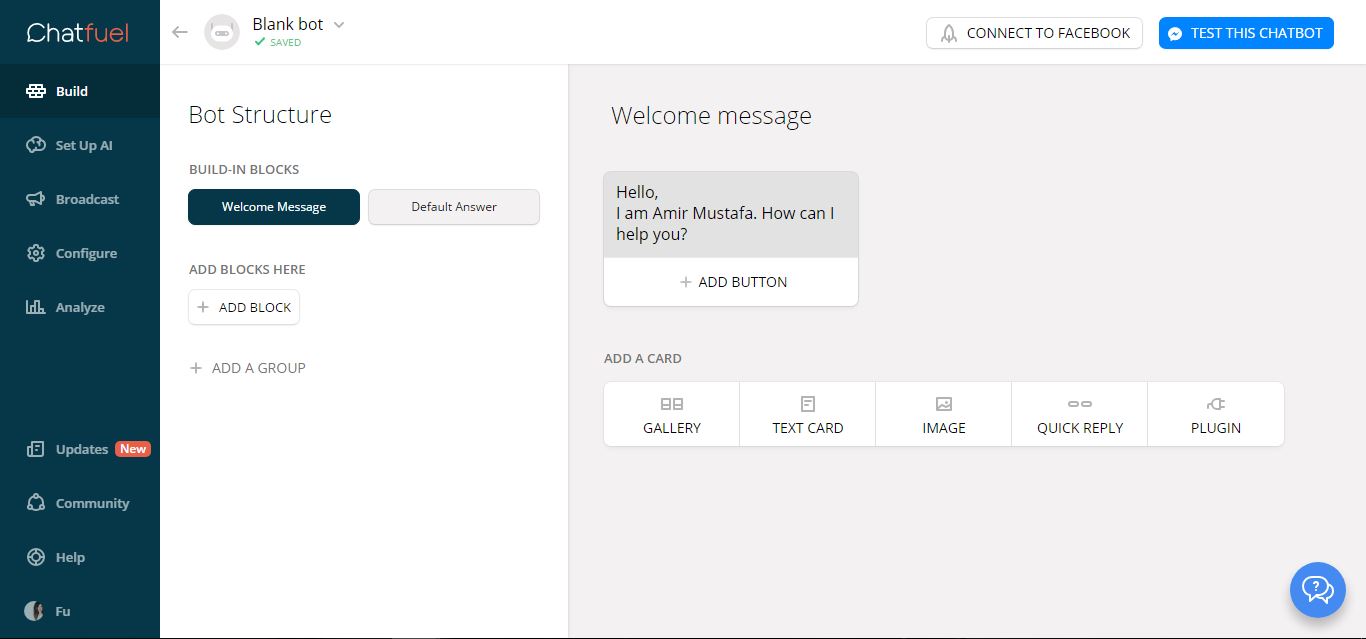 Chatfuel
Build
Set Up AI
Broadcast
Configure
Analyze
Updates New
Community
Help
Fu
Blank bot
SAVED
CONNECT TO FACEBOOK
TEST THIS CHATBOT
Bot Structure
BUILD-IN BLOCKS
Welcome Message
Default Answer
ADD BLOCKS HERE
+ ADD BLOCK
+ ADD A GROUP
Welcome message
Hello,
I am Amir Mustafa. How can I
help you?
+ ADD BUTTON
ADD A CARD
GALLERY
TEXT CARD
IMAGE
QUICK REPLY
PLUGIN
?